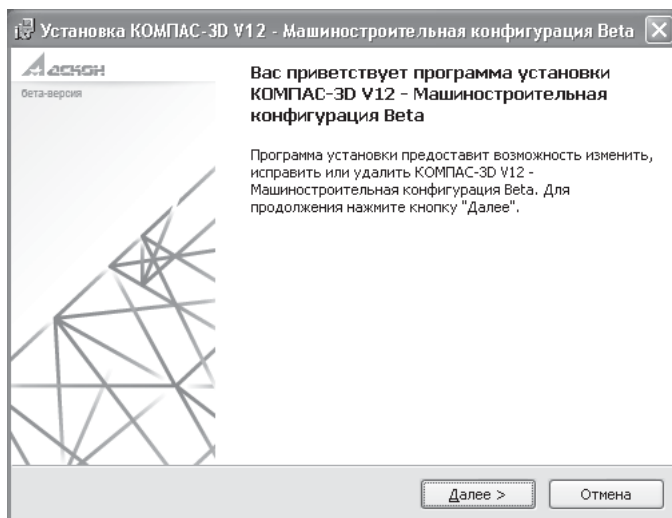 Установка КОМПАС-3D V12 - Машиностроительная конфигурация Beta
Аскон
бета-версия
Вас приветствует программа установки
КОМПАС-3D V12 - Машиностроительная
конфигурация Beta
Программа установки предоставит возможность изменить,
исправить или удалить КОМПАС-3D V12 -
Машиностроительная конфигурация Beta. Для
продолжения нажмите кнопку "Далее".
Далее >
Отмена